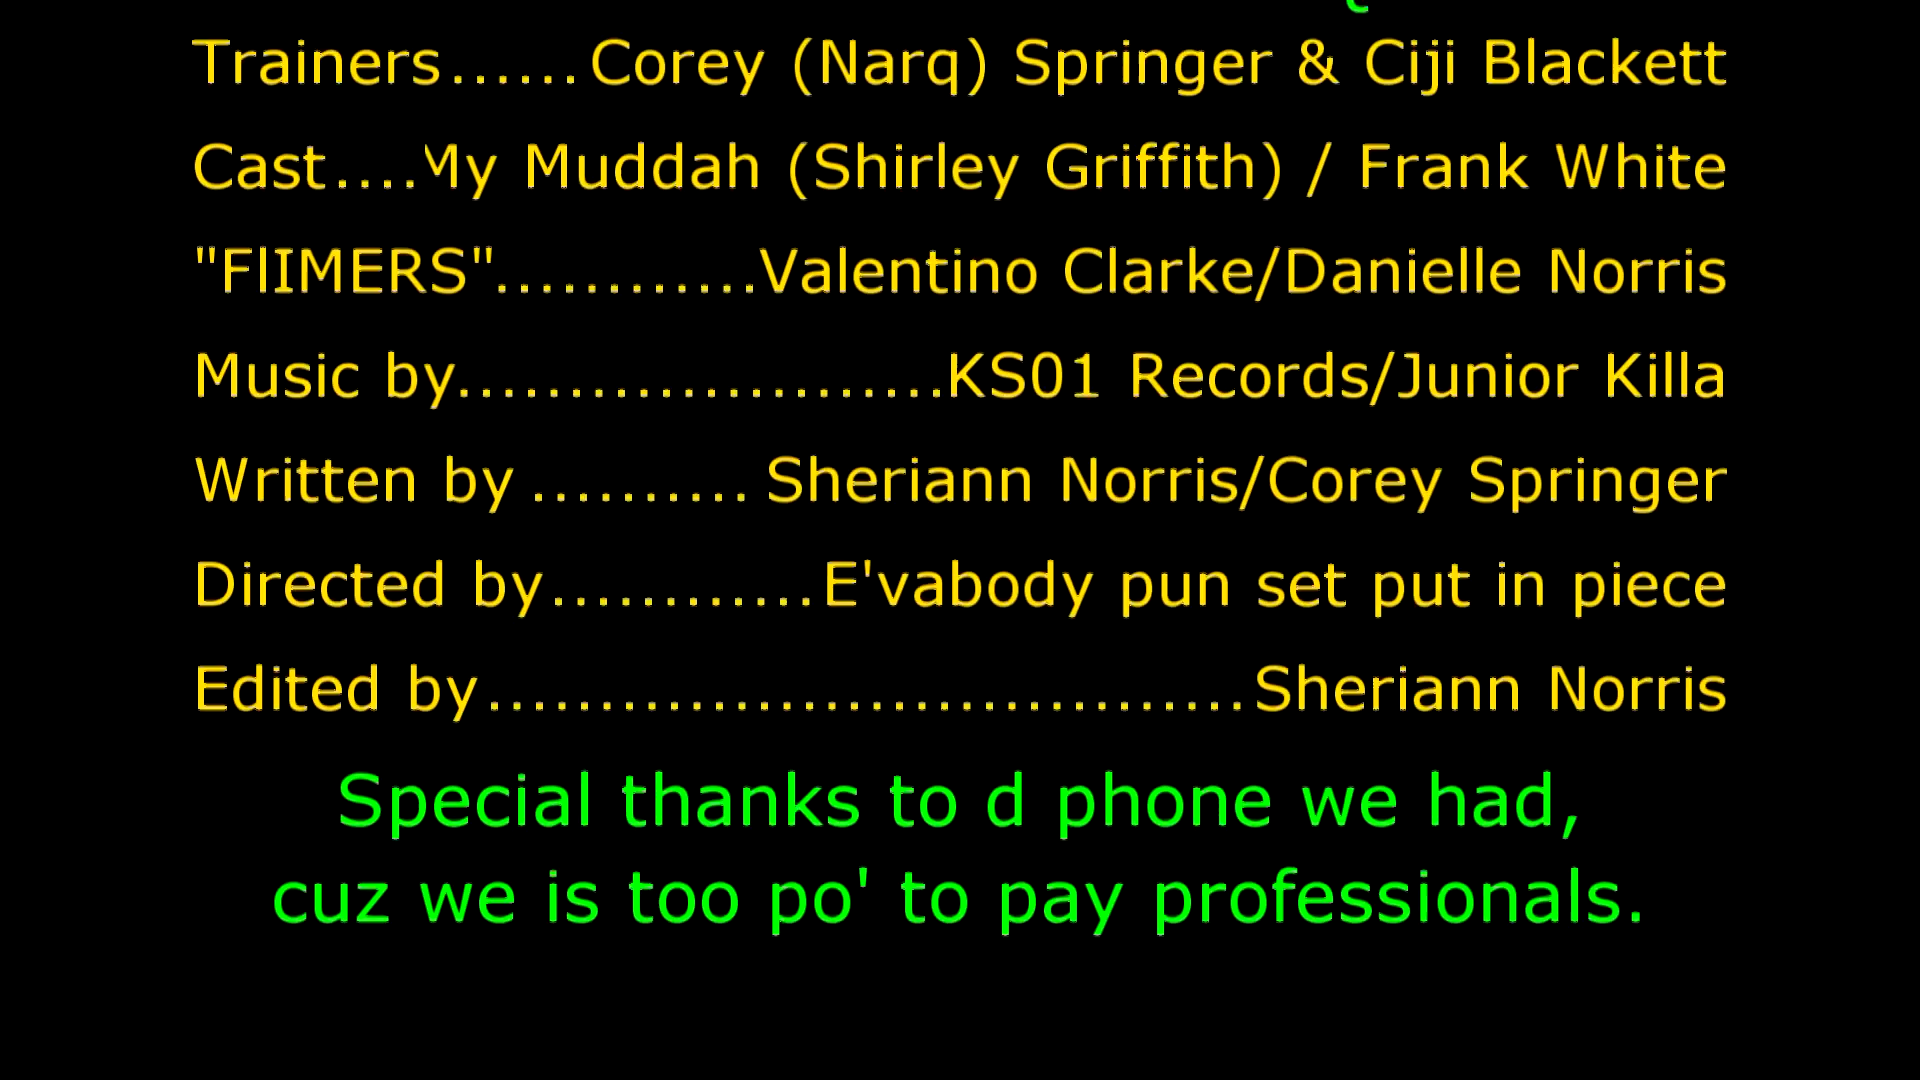 Trainers......Corey (Narq) Springer & Ciji Blackett
Cast....My Muddah (Shirley Griffith) / Frank White
"FlIMERS"............Valentino Clarke/Danielle Norris
Music by......................KS01 Records/Junior Killa
Written by .......... Sheriann Norris/Corey Springer
Directed by............E'vabody pun set put in piece
Edited by..................................Sheriann Norris
Special thanks to d phone we had,
cuz we is too po' to pay professionals.